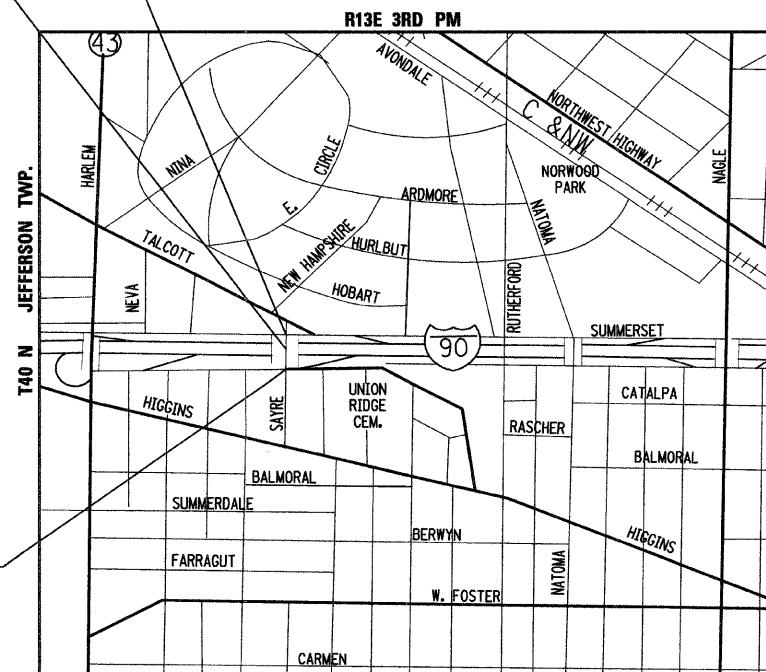 R13E 3RD PM
43
AVONDALE
NORTHWEST HIGHWAY
C &NW
HARLEM
NINA
CIRCLE
E.
NORWOOD
PARK
NAGLE
JEFFERSON TWP.
ARDMORE
NATOMA
TALCOTT
NEW HAMPSHIRE
HURLBUT
NEVA
HOBART
RUTHERFORD
SUMMERSET
90
T40 N
HIGGINS
SAYRE
UNION
RIDGE
CEM.
CATALPA
RASCHER
BALMORAL
BALMORAL
SUMMERDALE
BERWYN
HIGGINS
FARRAGUT
NATOMA
W. FOSTER
CARMEN